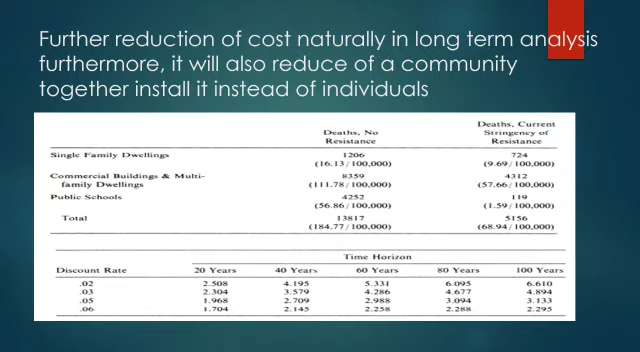 Further reduction of cost naturally in long term analysis
furthermore, it will also reduce of a community
together install it instead of individuals
Deaths, No Resistance Deaths, Current Stringency of Resistance
Single Family Dwellings 1206 724
(16.13/100,000) (9.69/100,000)
Commercial Buildings & Multi- 8359 4312
family Dwellings (111.78/100,000) (57.66/100,000)
Public Schools 4252 119
(56.86/100,000) (1.59/100,000)
Total 13817 5156
(184.77/100,000) (68.94/100,000)
Time Horizon
Discount Rate 20 Years 40 Years 60 Years 80 Years 100 Years
.02 2.508 4.195 5.331 6.095 6.610
.03 2.304 3.579 4.286 4.677 4.894
.05 1.968 2.709 2.988 3.094 3.133
.06 1.704 2.145 2.258 2.288 2.295